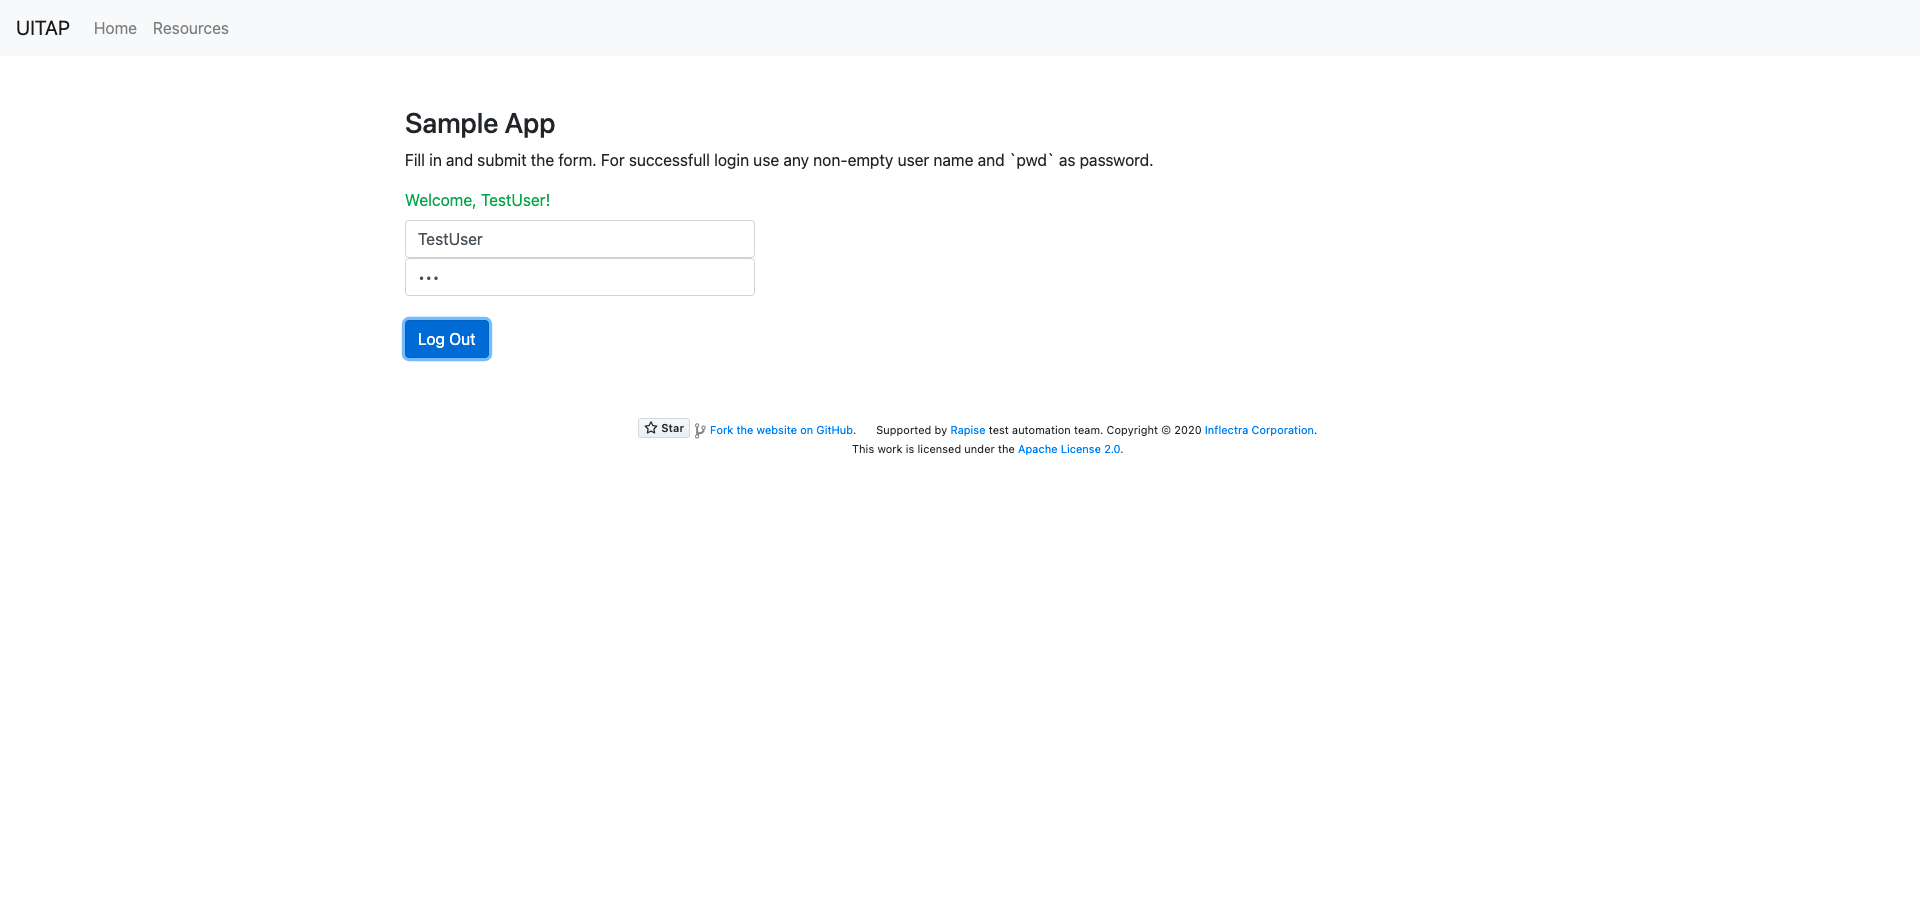 UITAP Home Resources
Sample App
Fill in and submit the form. For successfull login use any non-empty user name and `pwd` as password.
Welcome, TestUser!
TestUser
•••
Log Out
Star Fork the website on GitHub. Supported by Rapise test automation team. Copyright © 2020 Inflectra Corporation.
This work is licensed under the Apache License 2.0.